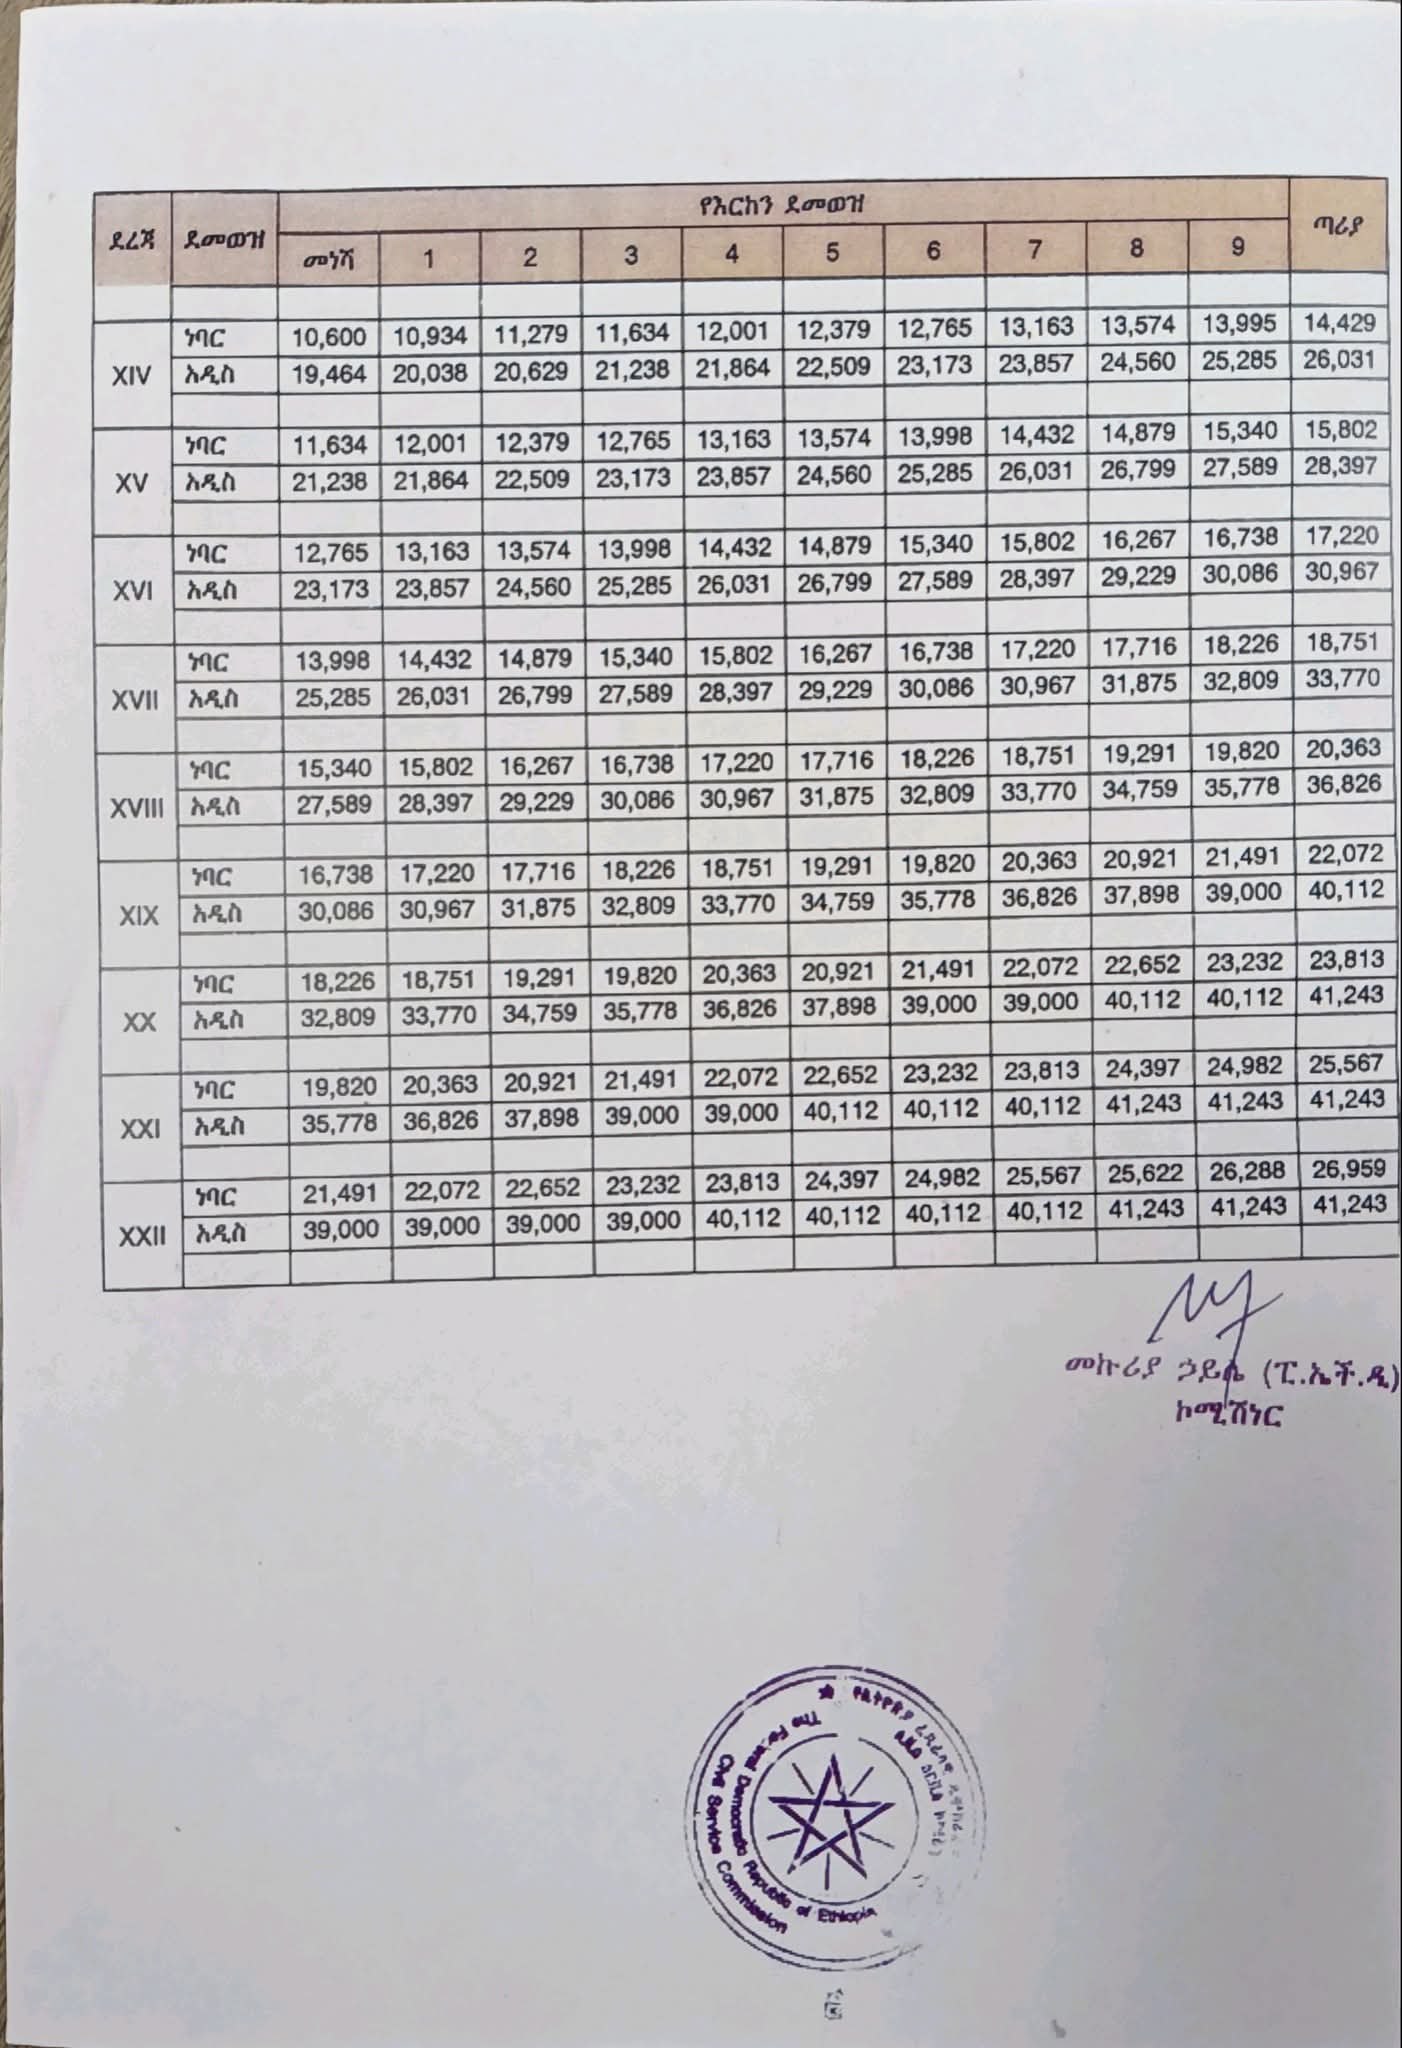 ደረጃ ደመወዝ የእርከን ደመወዝ ጣሪያ
መነሻ 1 2 3 4 5 6 7 8 9
XIV
ነባር 10,600 10,934 11,279 11,634 12,001 12,379 12,765 13,163 13,574 13,995 14,429
አዲስ 19,464 20,038 20,629 21,238 21,864 22,509 23,173 23,857 24,560 25,285 26,031
XV
ነባር 11,634 12,001 12,379 12,765 13,163 13,574 13,998 14,432 14,879 15,340 15,802
አዲስ 21,238 21,864 22,509 23,173 23,857 24,560 25,285 26,031 26,799 27,589 28,397
XVI
ነባር 12,765 13,163 13,574 13,998 14,432 14,879 15,340 15,802 16,267 16,738 17,220
አዲስ 23,173 23,857 24,560 25,285 26,031 26,799 27,589 28,397 29,229 30,086 30,967
XVII
ነባር 13,998 14,432 14,879 15,340 15,802 16,267 16,738 17,220 17,716 18,226 18,751
አዲስ 25,285 26,031 26,799 27,589 28,397 29,229 30,086 30,967 31,875 32,809 33,770
XVIII
ነባር 15,340 15,802 16,267 16,738 17,220 17,716 18,226 18,751 19,291 19,820 20,363
አዲስ 27,589 28,397 29,229 30,086 30,967 31,875 32,809 33,770 34,759 35,778 36,826
XIX
ነባር 16,738 17,220 17,716 18,226 18,751 19,291 19,820 20,363 20,921 21,491 22,072
አዲስ 30,086 30,967 31,875 32,809 33,770 34,759 35,778 36,826 37,898 39,000 40,112
XX
ነባር 18,226 18,751 19,291 19,820 20,363 20,921 21,491 22,072 22,652 23,232 23,813
አዲስ 32,809 33,770 34,759 35,778 36,826 37,898 39,000 39,000 40,112 40,112 41,243
XXI
ነባር 19,820 20,363 20,921 21,491 22,072 22,652 23,232 23,813 24,397 24,982 25,567
አዲስ 35,778 36,826 37,898 39,000 39,000 40,112 40,112 40,112 41,243 41,243 41,243
XXII
ነባር 21,491 22,072 22,652 23,232 23,813 24,397 24,982 25,567 25,622 26,288 26,959
አዲስ 39,000 39,000 39,000 39,000 40,112 40,112 40,112 40,112 41,243 41,243 41,243
መኩሪያ ኃይሌ (ፒ.ኤች.ዲ)
ኮሚሽነር
The Federal Democratic Republic of Ethiopia
Civil Service Commission